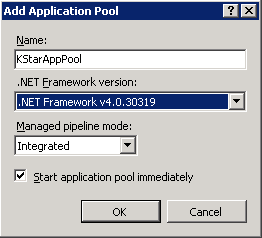 Add Application Pool
Name:
KStarAppPool
.NET Framework version:
.NET Framework v4.0.30319
Managed pipeline mode:
Integrated
Start application pool immediately
OK
Cancel